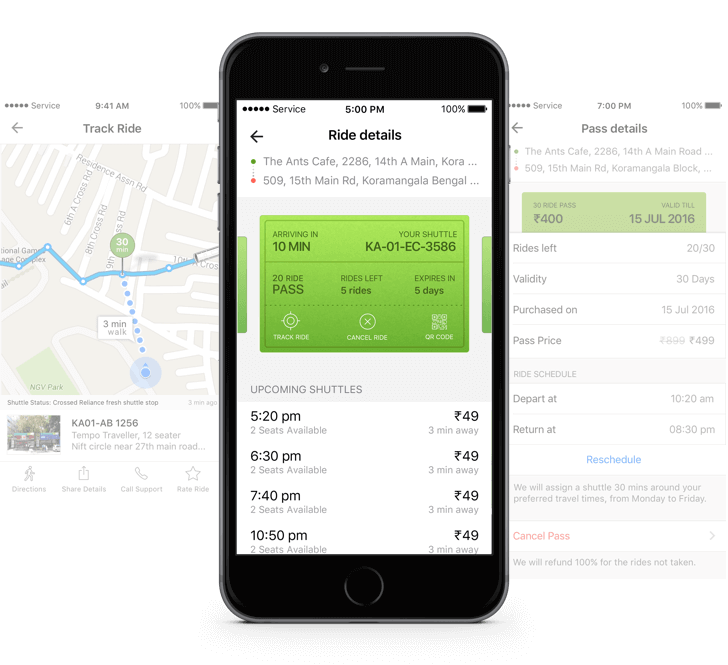 ●●●●● Service 9:41 AM 100%
Track Ride
Residence Assn Rd
6th A Cross Rd
8th Cross Rd
9th Cross Rd
10th A Cross
30
min
3 min
walk
NGV Park
Shuttle Status: Crossed Reliance fresh shuttle stop 3 min ago
KA01-AB 1256
Tempo Traveller, 12 seater
Nift circle near 27th main road...
Directions Share Details Call Support Rate Ride
●●●●● Service 5:00 PM 100%
Ride details
The Ants Cafe, 2286, 14th A Main, Kora ...
509, 15th Main Rd, Koramangala Bengal ...
ARRIVING IN YOUR SHUTTLE
10 MIN KA-01-EC-3586
20 RIDE RIDES LEFT EXPIRES IN
PASS 5 rides 5 days
TRACK RIDE CANCEL RIDE QR CODE
UPCOMING SHUTTLES
5:20 pm ₹49
2 Seats Available 3 min away
6:30 pm ₹49
2 Seats Available 3 min away
7:40 pm ₹49
2 Seats Available 3 min away
10:50 pm ₹49
2 Seats Available 3 min away
●●●● Service 7:00 PM 100%
Pass details
The Ants Cafe, 2286, 14th A Main Road ...
509, 15th Main Rd, Koramangala Block, ...
30 RIDE PASS VALID TILL
₹400 15 JUL 2016
Rides left 20/30
Validity 30 Days
Purchased on 15 Jul 2016
Pass Price ₹899 ₹499
RIDE SCHEDULE
Depart at 10:20 am
Return at 08:30 pm
Reschedule
We will assign a shuttle 30 mins around your
preferred travel times, from Monday to Friday.
Cancel Pass
We will refund 100% for the rides not taken.